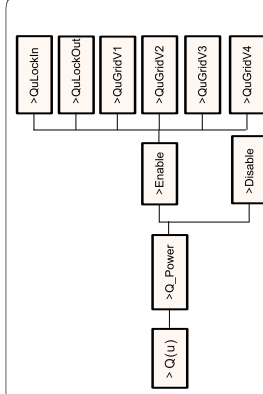 >QuLockIn
>QuLockOut
>QuGridV1
>QuGridV2
>QuGridV3
>QuGridV4
>Enable
>Disable
>Q_Power
> Q(u)